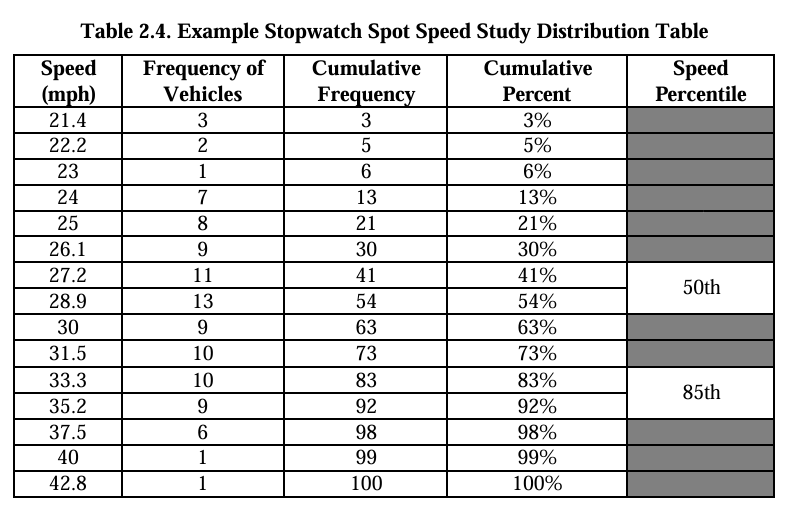 Table 2.4. Example Stopwatch Spot Speed Study Distribution Table
Speed (mph) Frequency of Vehicles Cumulative Frequency Cumulative Percent Speed Percentile
21.4 3 3 3%
22.2 2 5 5%
23 1 6 6%
24 7 13 13%
25 8 21 21%
26.1 9 30 30%
27.2 11 41 41% 50th
28.9 13 54 54%
30 9 63 63%
31.5 10 73 73%
33.3 10 83 83% 85th
35.2 9 92 92%
37.5 6 98 98%
40 1 99 99%
42.8 1 100 100%